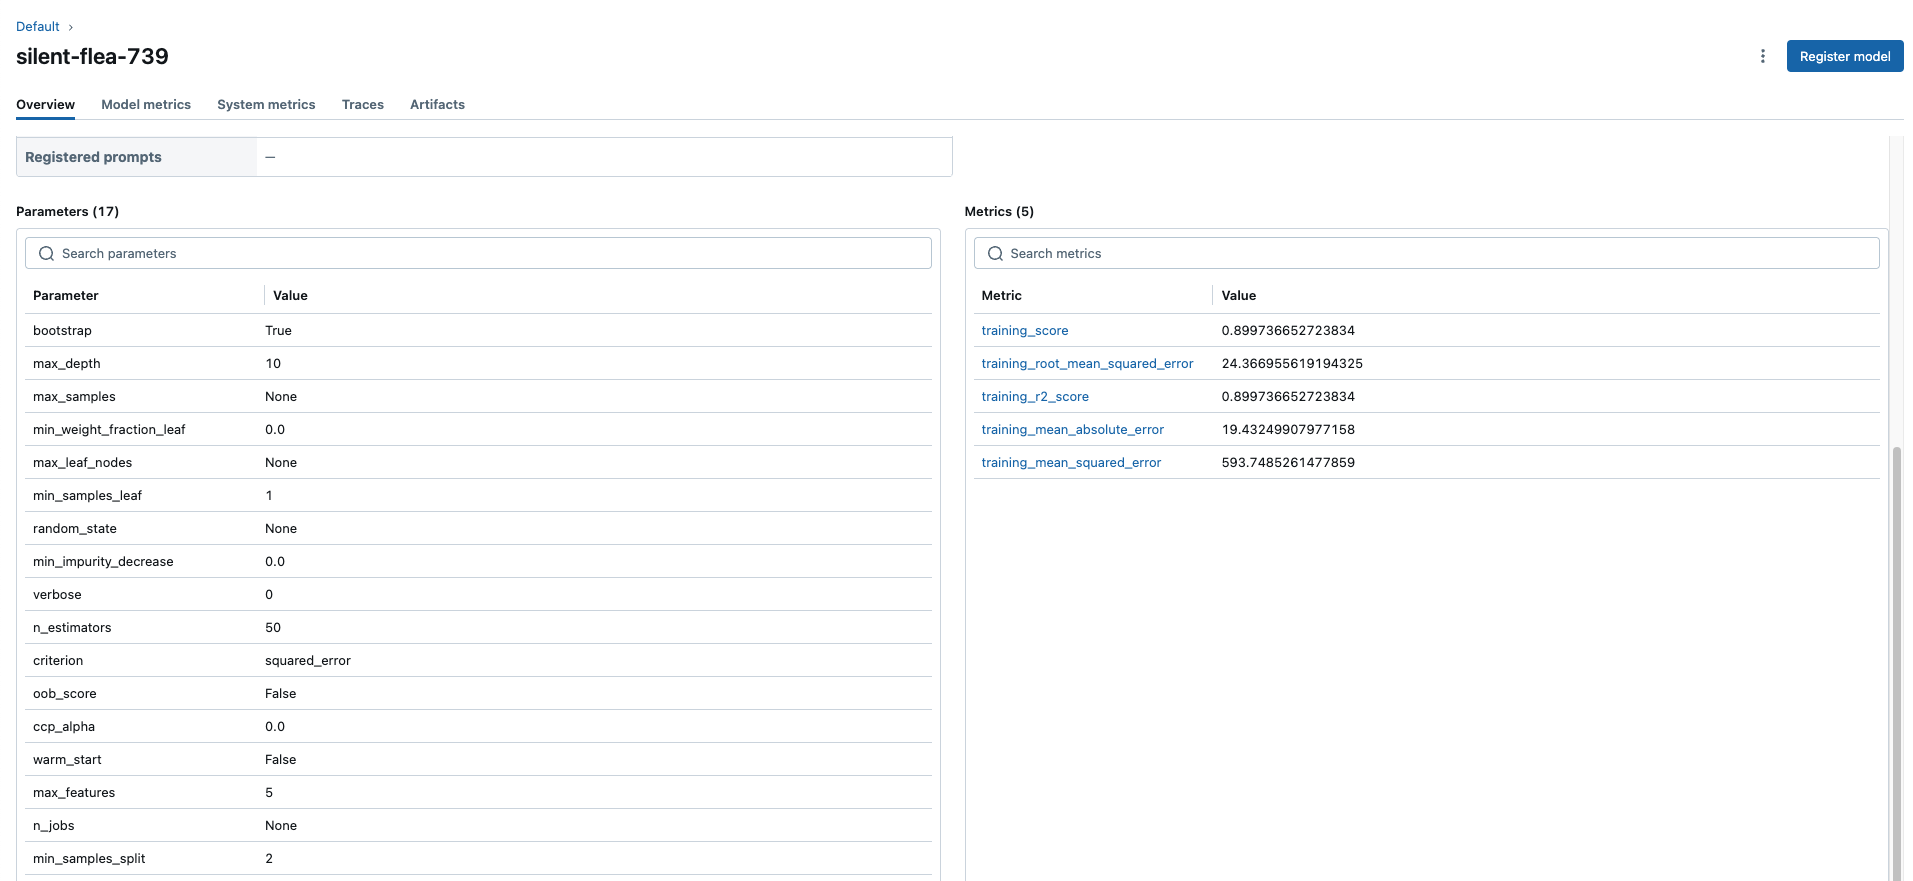 Default ›
silent-flea-739
Register model
Overview Model metrics System metrics Traces Artifacts
Registered prompts —
Parameters (17)
Search parameters
Parameter Value
bootstrap True
max_depth 10
max_samples None
min_weight_fraction_leaf 0.0
max_leaf_nodes None
min_samples_leaf 1
random_state None
min_impurity_decrease 0.0
verbose 0
n_estimators 50
criterion squared_error
oob_score False
ccp_alpha 0.0
warm_start False
max_features 5
n_jobs None
min_samples_split 2
Metrics (5)
Search metrics
Metric Value
training_score 0.899736652723834
training_root_mean_squared_error 24.366955619194325
training_r2_score 0.899736652723834
training_mean_absolute_error 19.43249907977158
training_mean_squared_error 593.7485261477859